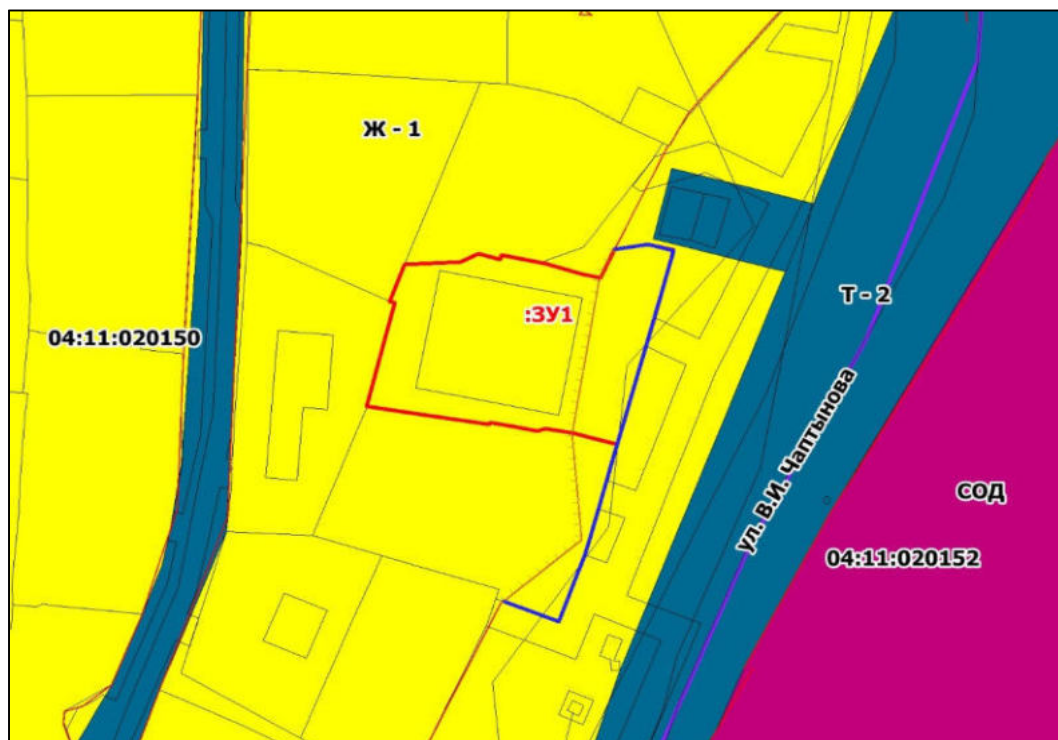 Ж - 1
:ЗУ1
Т - 2
04:11:020150
ул. В.И. Чаптынова
СОД
04:11:020152